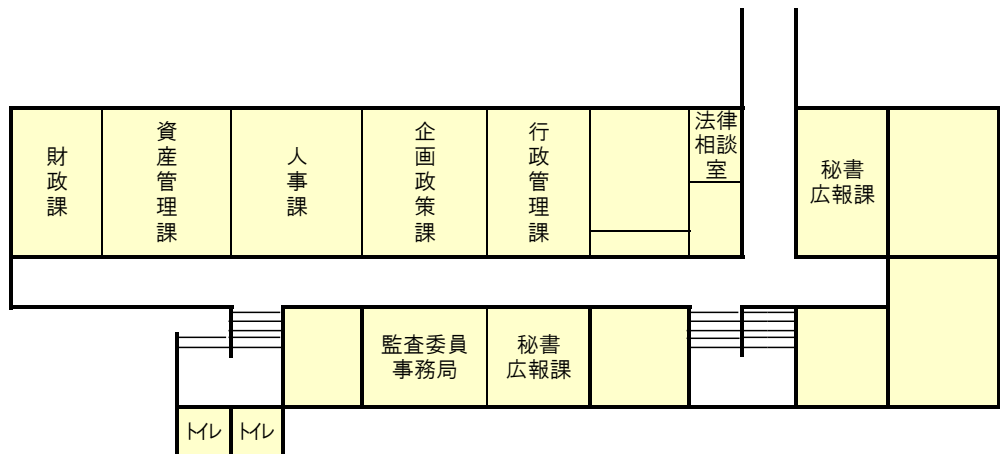 財政課
資産管理課
人事課
企画政策課
行政管理課
法律
相談
室
秘書
広報課
監査委員
事務局
秘書
広報課
トイレ
トイレ